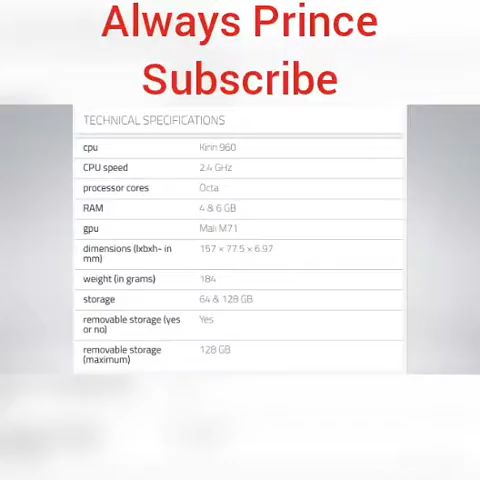 Always Prince
Subscribe
TECHNICAL SPECIFICATIONS
cpu Kirin 960
CPU speed 2.4 GHz
processor cores Octa
RAM 4 & 6 GB
gpu Mali M71
dimensions (lxbxh- in mm) 157 × 77.5 × 6.97
weight (in grams) 184
storage 64 & 128 GB
removable storage (yes or no) Yes
removable storage (maximum) 128 GB